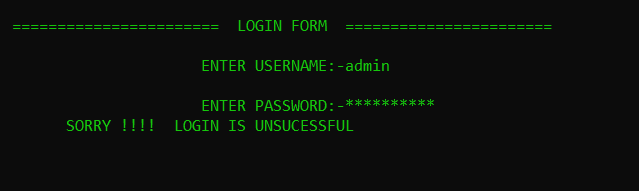 ======================= LOGIN FORM =======================
ENTER USERNAME:-admin
ENTER PASSWORD:-**********
SORRY !!!! LOGIN IS UNSUCESSFUL